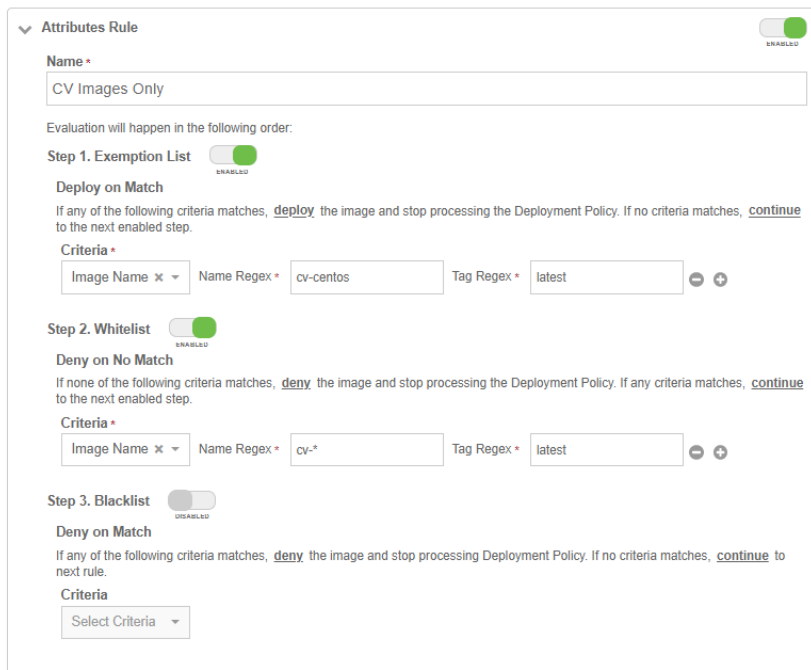 Attributes Rule
ENABLED
Name *
CV Images Only
Evaluation will happen in the following order:
Step 1. Exemption List
ENABLED
Deploy on Match
If any of the following criteria matches, deploy the image and stop processing the Deployment Policy. If no criteria matches, continue
to the next enabled step.
Criteria *
Image Name × Name Regex * cv-centos Tag Regex * latest
Step 2. Whitelist
ENABLED
Deny on No Match
If none of the following criteria matches, deny the image and stop processing the Deployment Policy. If any criteria matches, continue
to the next enabled step.
Criteria *
Image Name × Name Regex * cv-* Tag Regex * latest
Step 3. Blacklist
DISABLED
Deny on Match
If any of the following criteria matches, deny the image and stop processing Deployment Policy. If no criteria matches, continue to
next rule.
Criteria
Select Criteria